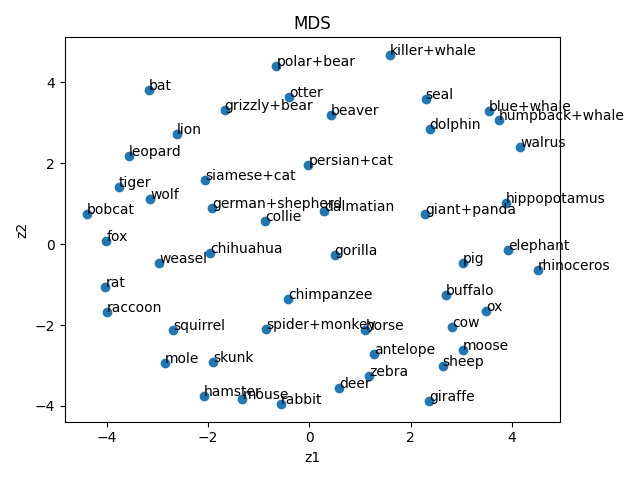 MDS
killer+whale
polar+bear
bat
otter
seal
grizzly+bear
beaver
blue+whale
humpback+whale
lion
dolphin
leopard
walrus
persian+cat
siamese+cat
tiger
wolf
german+shepherd
collie
dalmatian
giant+panda
hippopotamus
bobcat
fox
chihuahua
weasel
gorilla
pig
elephant
rhinoceros
rat
raccoon
chimpanzee
buffalo
ox
squirrel
spider+monkey
horse
cow
mole
skunk
antelope
moose
sheep
zebra
deer
hamster
mouse
rabbit
giraffe
4
2
0
−2
−4
z2
−4 −2 0 2 4
z1